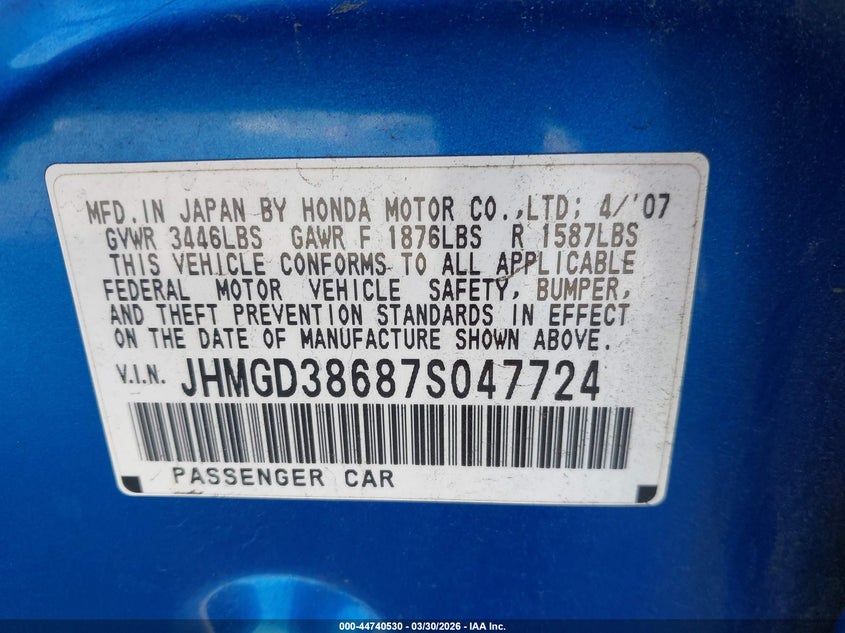 MFD.IN JAPAN BY HONDA MOTOR CO.,LTD; 4/'07
GVWR 3446LBS GAWR F 1876LBS R 1587LBS
THIS VEHICLE CONFORMS TO ALL APPLICABLE
FEDERAL MOTOR VEHICLE SAFETY, BUMPER,
AND THEFT PREVENTION STANDARDS IN EFFECT
ON THE DATE OF MANUFACTURE SHOWN ABOVE.
V.I.N. JHMGD38687S047724
PASSENGER CAR
000-44740530 - 03/30/2026 - IAA Inc.